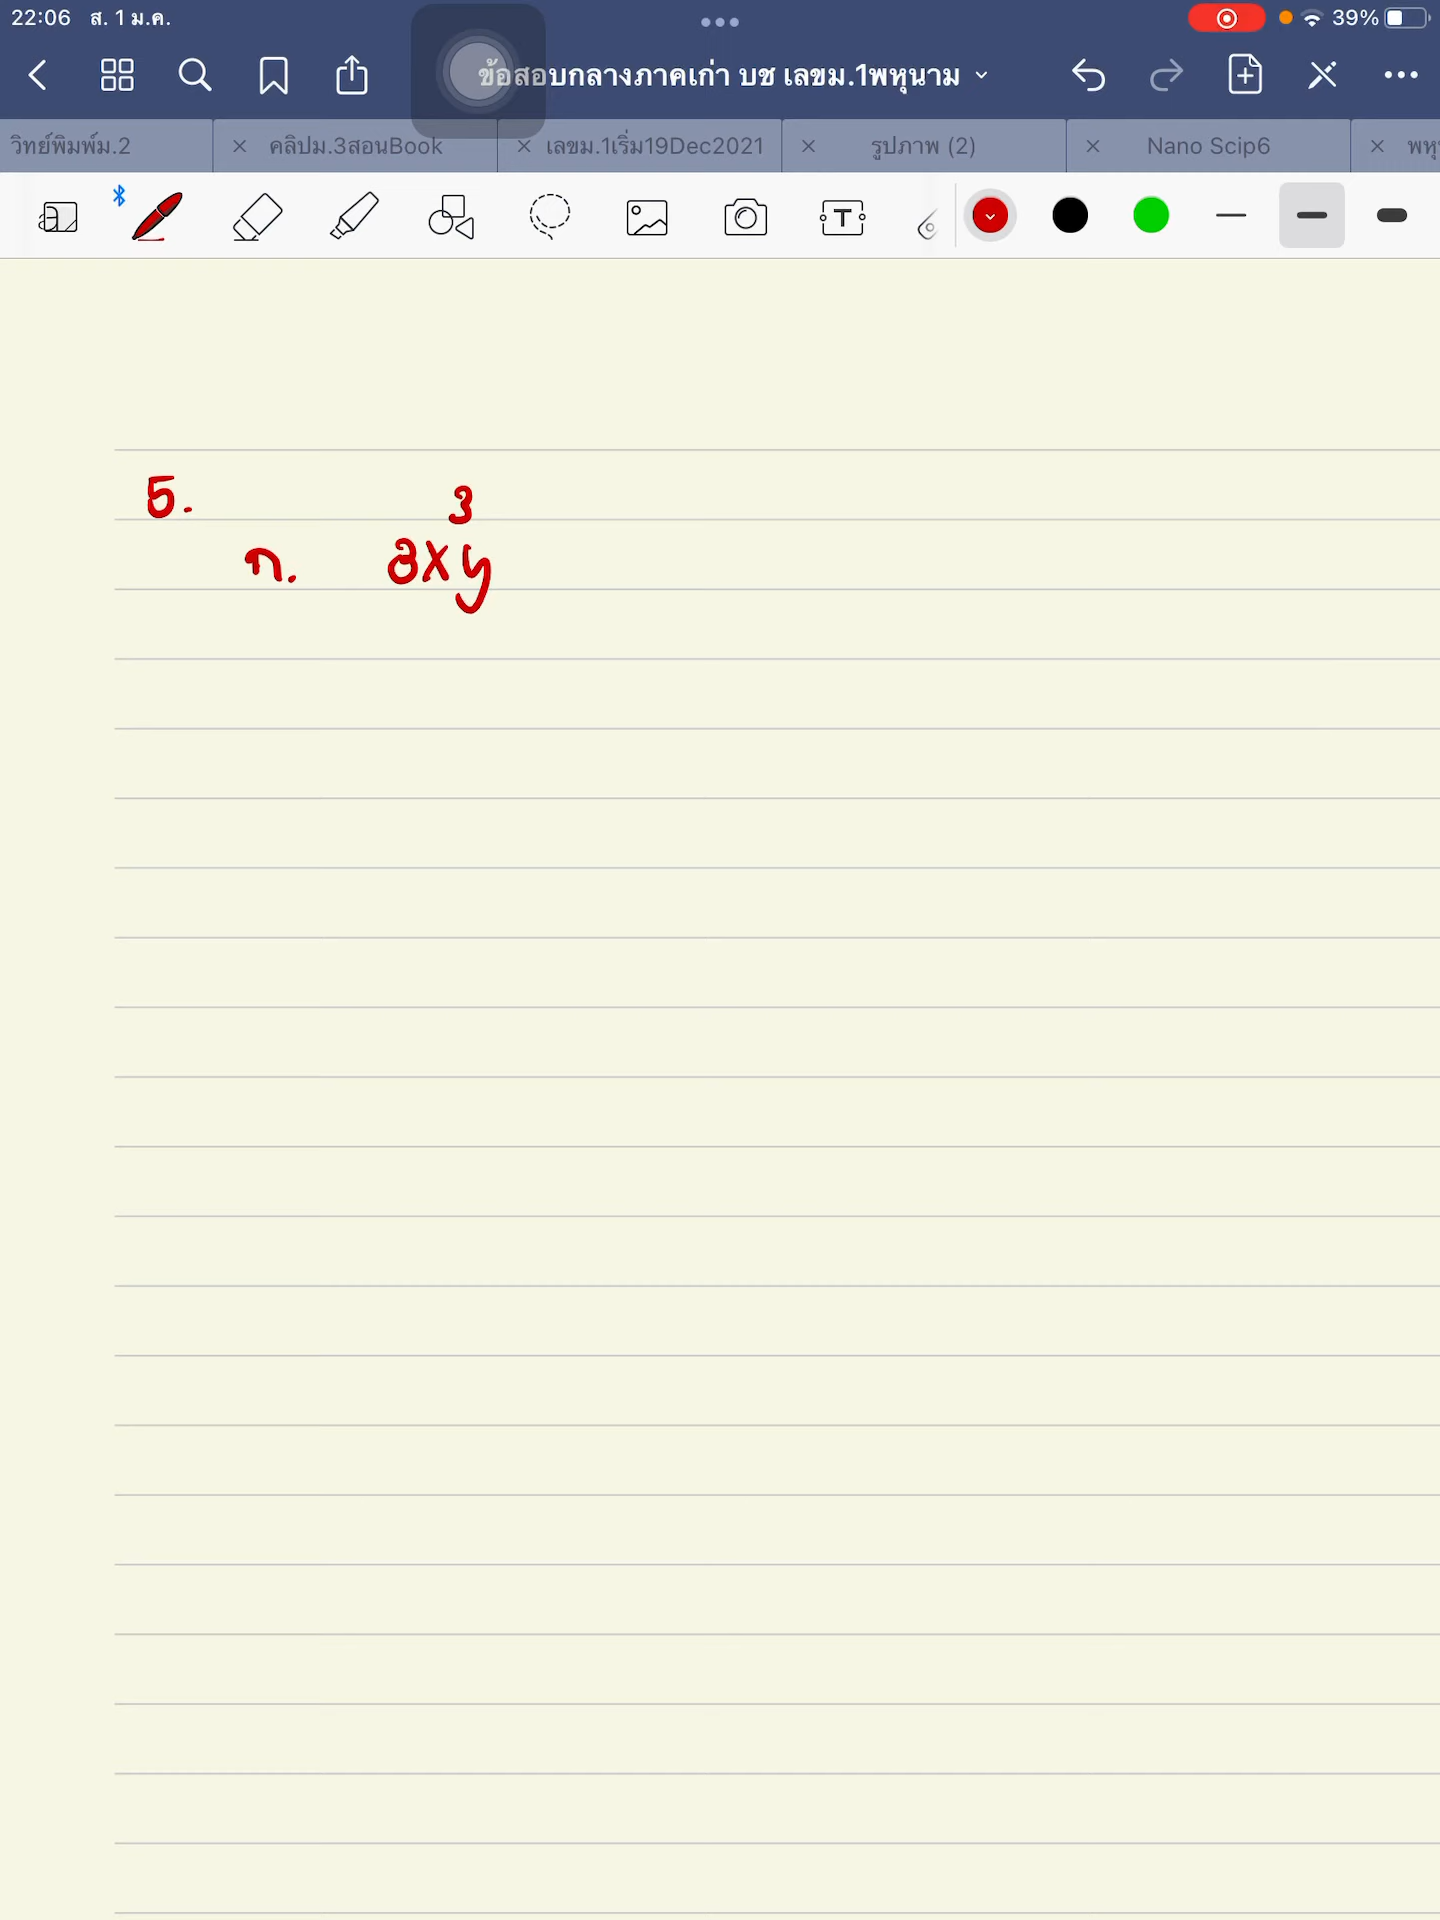 22:06 ส. 1 ม.ค. 39%
ข้อสอบกลางภาคเก่า บช เลขม.1พหุนาม
วิทย์พิมพ์ม.2 คลิปม.3สอนBook เลขม.1เริ่ม19Dec2021 รูปภาพ (2) Nano Scip6
5.
ก. 8x³y